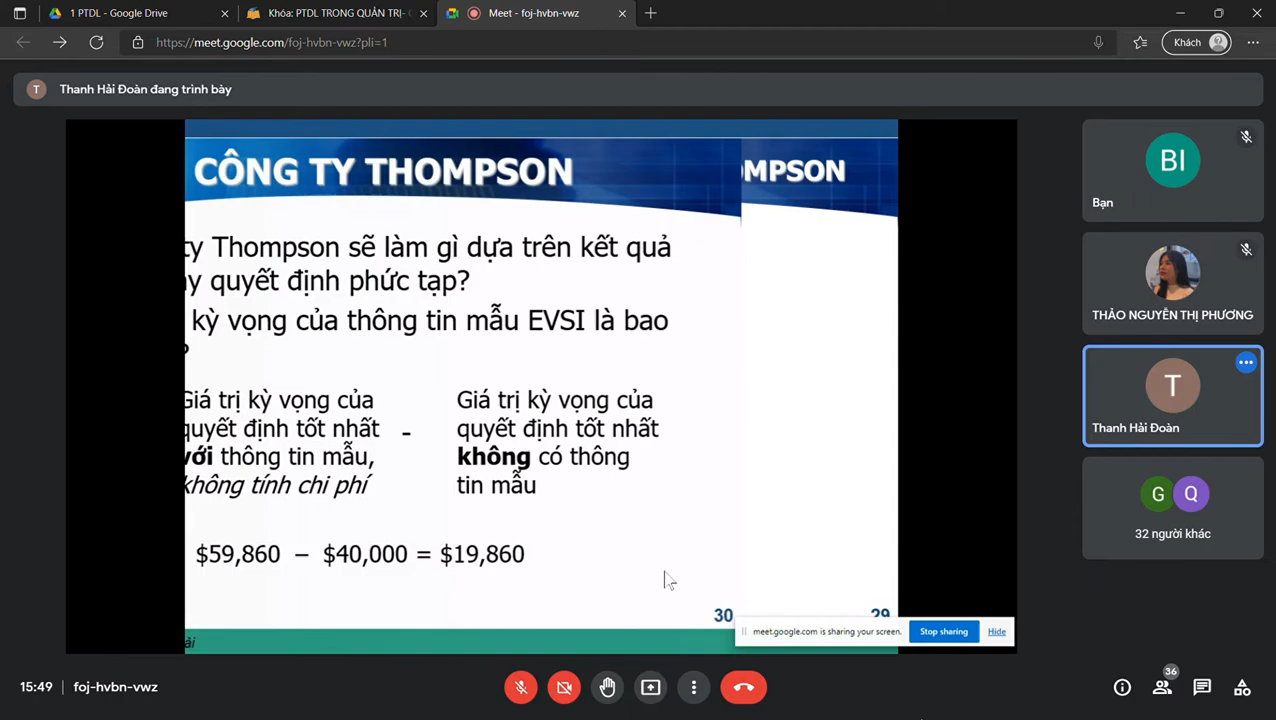 1 PTDL - Google Drive
Khóa: PTDL TRONG QUẢN TRỊ- C
Meet - foj-hvbn-vwz
https://meet.google.com/foj-hvbn-vwz?pli=1
Khách
T
Thanh Hải Đoàn đang trình bày
CÔNG TY THOMPSON
OMPSON
ty Thompson sẽ làm gì dựa trên kết quả
ay quyết định phức tạp?
kỳ vọng của thông tin mẫu EVSI là bao
?
Giá trị kỳ vọng của
quyết định tốt nhất
với thông tin mẫu,
không tính chi phí
-
Giá trị kỳ vọng của
quyết định tốt nhất
không có thông
tin mẫu
$59,860 – $40,000 = $19,860
30
29
ải
meet.google.com is sharing your screen.
Stop sharing
Hide
BI
Bạn
THẢO NGUYỄN THỊ PHƯƠNG
T
Thanh Hải Đoàn
G
Q
32 người khác
15:49
foj-hvbn-vwz
36